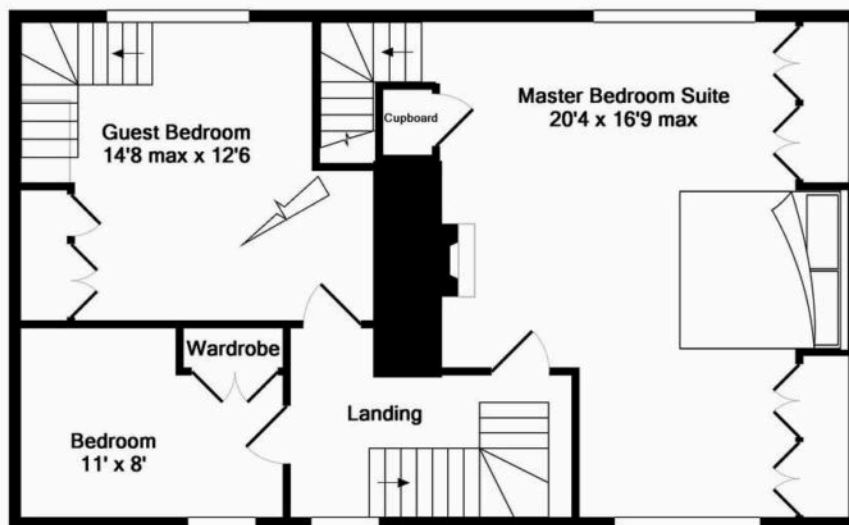 Guest Bedroom
14'8 max x 12'6
Cupboard
Master Bedroom Suite
20'4 x 16'9 max
Wardrobe
Bedroom
11' x 8'
Landing